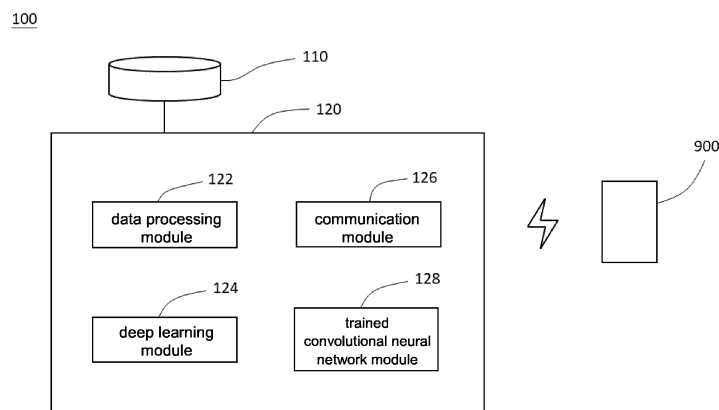 100
110
120
900
122
126
data processing
module
communication
module
124
128
deep learning
module
trained
convolutional neural
network module